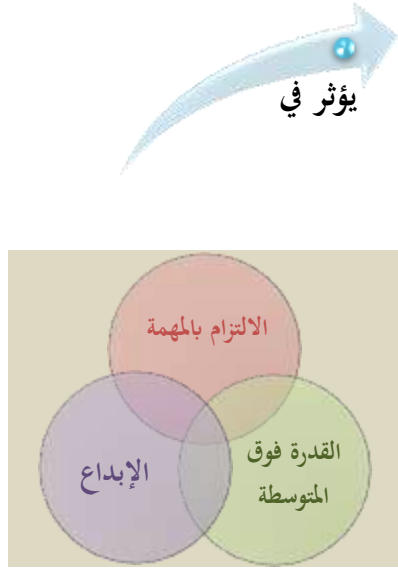 يؤثر في
الالتزام بالمهمة
القدرة فوق
المتوسطة
الإبداع